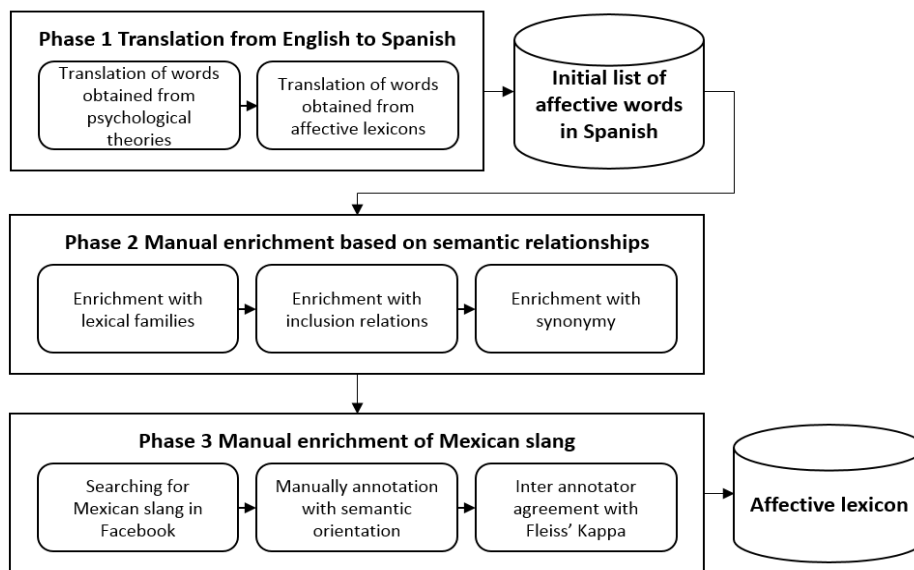 Phase 1 Translation from English to Spanish
Translation of words
obtained from
psychological
theories
Translation of words
obtained from
affective lexicons
Initial list of
affective words
in Spanish
Phase 2 Manual enrichment based on semantic relationships
Enrichment with
lexical families
Enrichment with
inclusion relations
Enrichment with
synonymy
Phase 3 Manual enrichment of Mexican slang
Searching for
Mexican slang in
Facebook
Manually annotation
with semantic
orientation
Inter annotator
agreement with
Fleiss’ Kappa
Affective lexicon